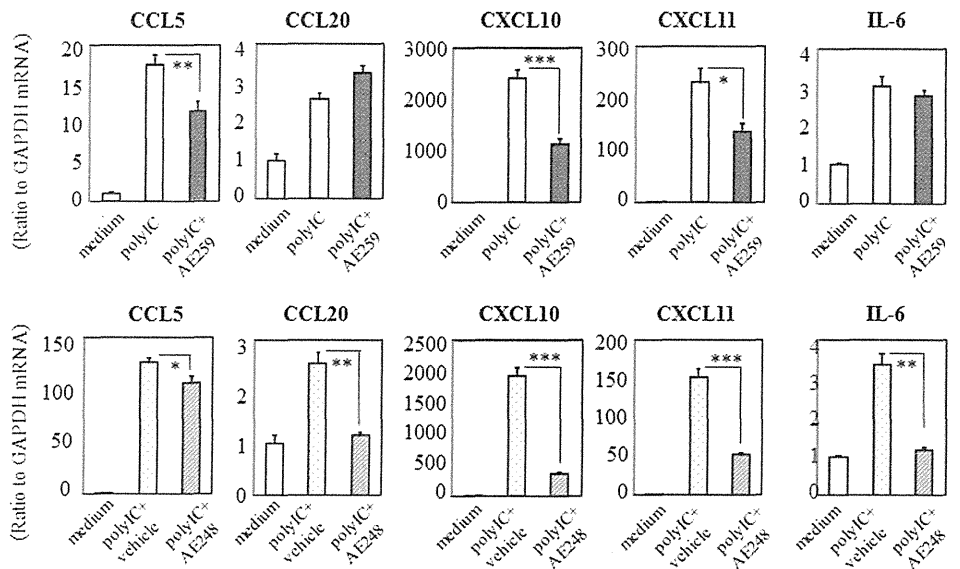 CCL5 CCL20 CXCL10 CXCL11 IL-6
(Ratio to GAPDH mRNA)
20 15 10 5 0
**
medium polyIC polyIC+ AE259
4 3 2 1 0
medium polyIC polyIC+ AE259
3000 2000 1000 0
***
medium polyIC polyIC+ AE259
300 200 100 0
*
medium polyIC polyIC+ AE259
4 3 2 1 0
medium polyIC polyIC+ AE259
CCL5 CCL20 CXCL10 CXCL11 IL-6
(Ratio to GAPDH mRNA)
150 100 50 0
*
medium polyIC+ vehicle polyIC+ AE248
3 2 1 0
**
medium polyIC+ vehicle polyIC+ AE248
2500 2000 1500 1000 500 0
***
medium polyIC+ vehicle polyIC+ AE248
200 150 100 50 0
***
medium polyIC+ vehicle polyIC+ AE248
4 3 2 1 0
**
medium polyIC+ vehicle polyIC+ AE248